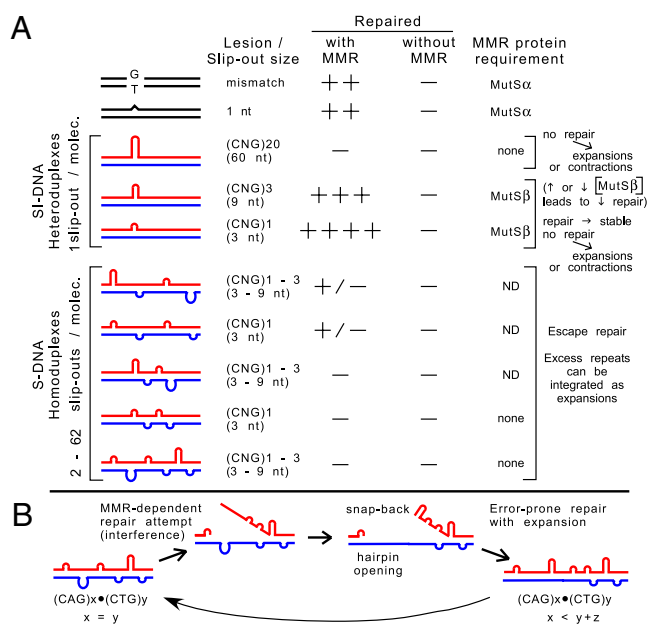 A
Lesion /
Slip-out size
Repaired
with
MMR
without
MMR
MMR protein
requirement
G
T
mismatch
++
—
MutSα
1 nt
++
—
MutSα
SI-DNA
Heteroduplexes
1 slip-out / molec.
(CNG)20
(60 nt)
—
—
none
no repair
expansions
or contractions
(CNG)3
(9 nt)
+++
—
MutSβ
(↑ or ↓ [MutSβ]
leads to ↓ repair)
(CNG)1
(3 nt)
++++
—
MutSβ
repair → stable
no repair
expansions
or contractions
S-DNA
Homoduplexes
2 - 62 slip-outs / molec.
(CNG)1 - 3
(3 - 9 nt)
+/—
—
ND
(CNG)1
(3 nt)
+/—
—
ND
(CNG)1 - 3
(3 - 9 nt)
—
—
ND
(CNG)1
(3 nt)
—
—
none
(CNG)1 - 3
(3 - 9 nt)
—
—
none
Escape repair
Excess repeats
can be
integrated as
expansions
B
MMR-dependent
repair attempt
(interference)
snap-back
hairpin
opening
Error-prone repair
with expansion
(CAG)x•(CTG)y
x = y
(CAG)x•(CTG)y
x < y+z